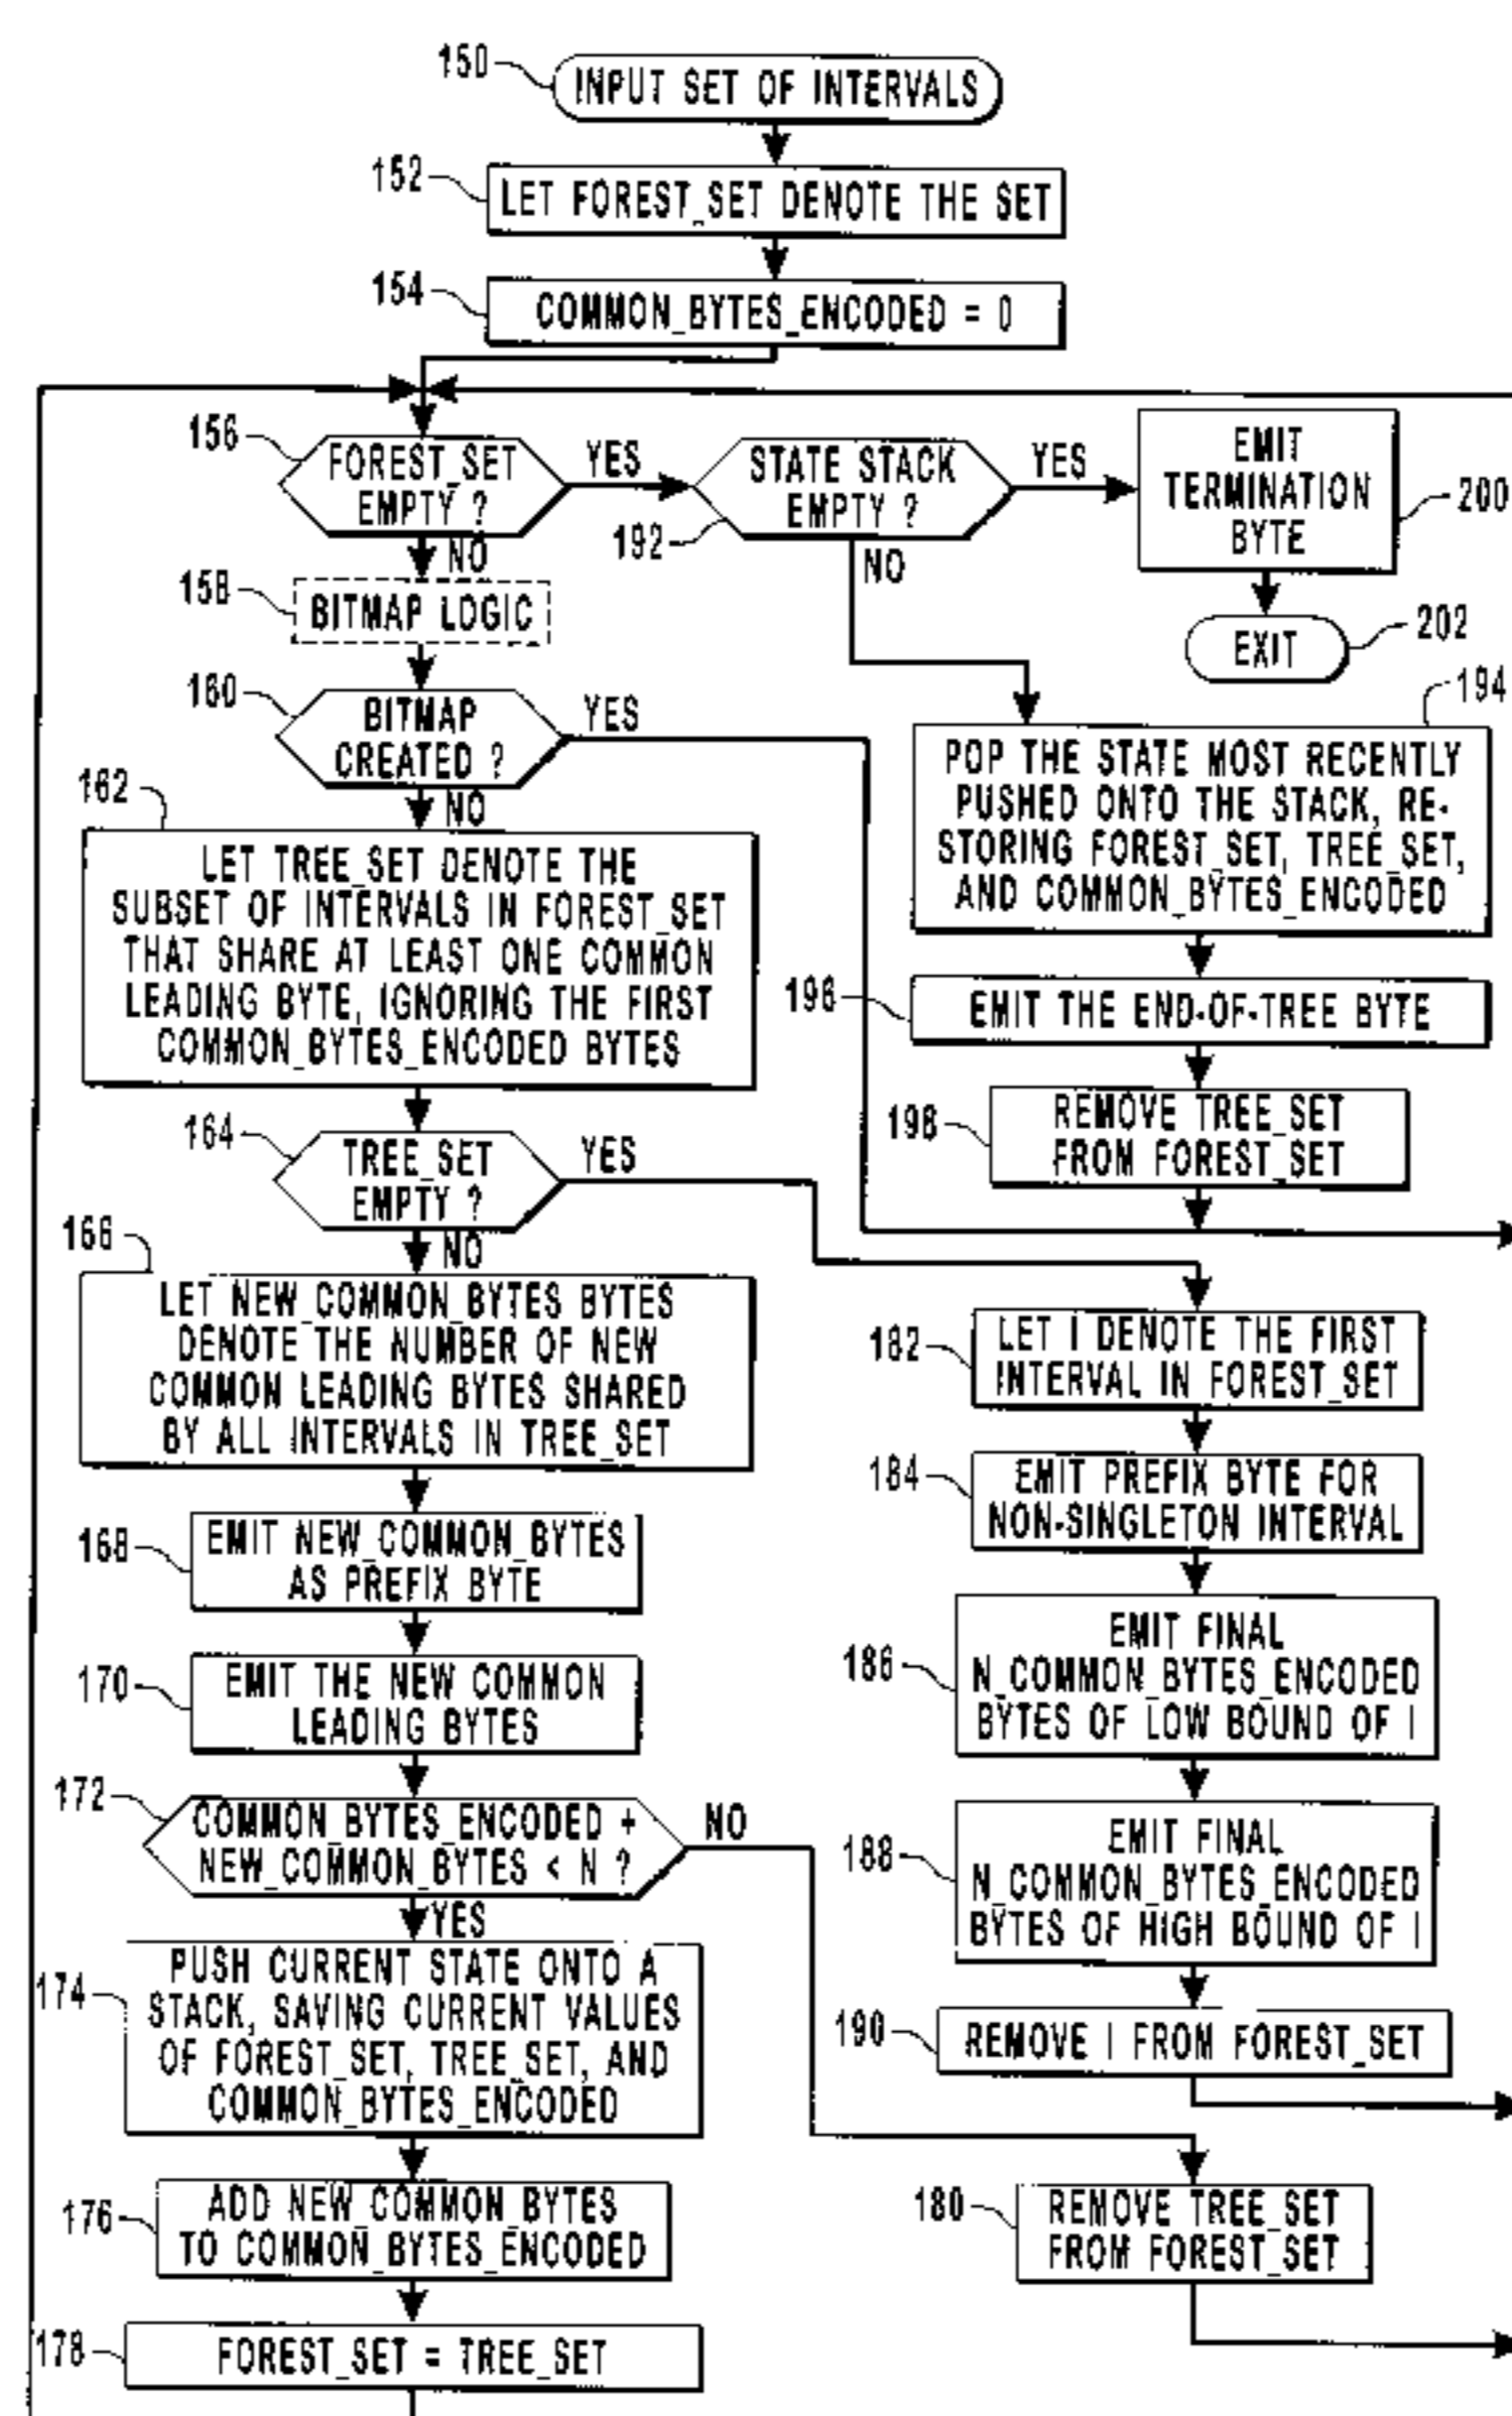 150
INPUT SET OF INTERVALS
152
LET FOREST_SET DENOTE THE SET
154
COMMON_BYTES_ENCODED = 0
156
FOREST_SET
EMPTY ?
YES
NO
STATE STACK
EMPTY ?
192
YES
NO
EMIT
TERMINATION
BYTE
200
EXIT
202
158
BITMAP LOGIC
160
BITMAP
CREATED ?
YES
NO
194
POP THE STATE MOST RECENTLY
PUSHED ONTO THE STACK, RE-
STORING FOREST_SET, TREE_SET,
AND COMMON_BYTES_ENCODED
162
LET TREE_SET DENOTE THE
SUBSET OF INTERVALS IN FOREST_SET
THAT SHARE AT LEAST ONE COMMON
LEADING BYTE, IGNORING THE FIRST
COMMON_BYTES_ENCODED BYTES
196
EMIT THE END-OF-TREE BYTE
198
REMOVE TREE_SET
FROM FOREST_SET
164
TREE_SET
EMPTY ?
YES
NO
166
LET NEW_COMMON_BYTES BYTES
DENOTE THE NUMBER OF NEW
COMMON LEADING BYTES SHARED
BY ALL INTERVALS IN TREE_SET
182
LET I DENOTE THE FIRST
INTERVAL IN FOREST_SET
184
EMIT PREFIX BYTE FOR
NON-SINGLETON INTERVAL
168
EMIT NEW_COMMON_BYTES
AS PREFIX BYTE
186
EMIT FINAL
N_COMMON_BYTES_ENCODED
BYTES OF LOW BOUND OF I
170
EMIT THE NEW COMMON
LEADING BYTES
172
COMMON_BYTES_ENCODED +
NEW_COMMON_BYTES < N ?
NO
YES
188
EMIT FINAL
N_COMMON_BYTES_ENCODED
BYTES OF HIGH BOUND OF I
174
PUSH CURRENT STATE ONTO A
STACK, SAVING CURRENT VALUES
OF FOREST_SET, TREE_SET, AND
COMMON_BYTES_ENCODED
190
REMOVE I FROM FOREST_SET
176
ADD NEW_COMMON_BYTES
TO COMMON_BYTES_ENCODED
180
REMOVE TREE_SET
FROM FOREST_SET
178
FOREST_SET = TREE_SET